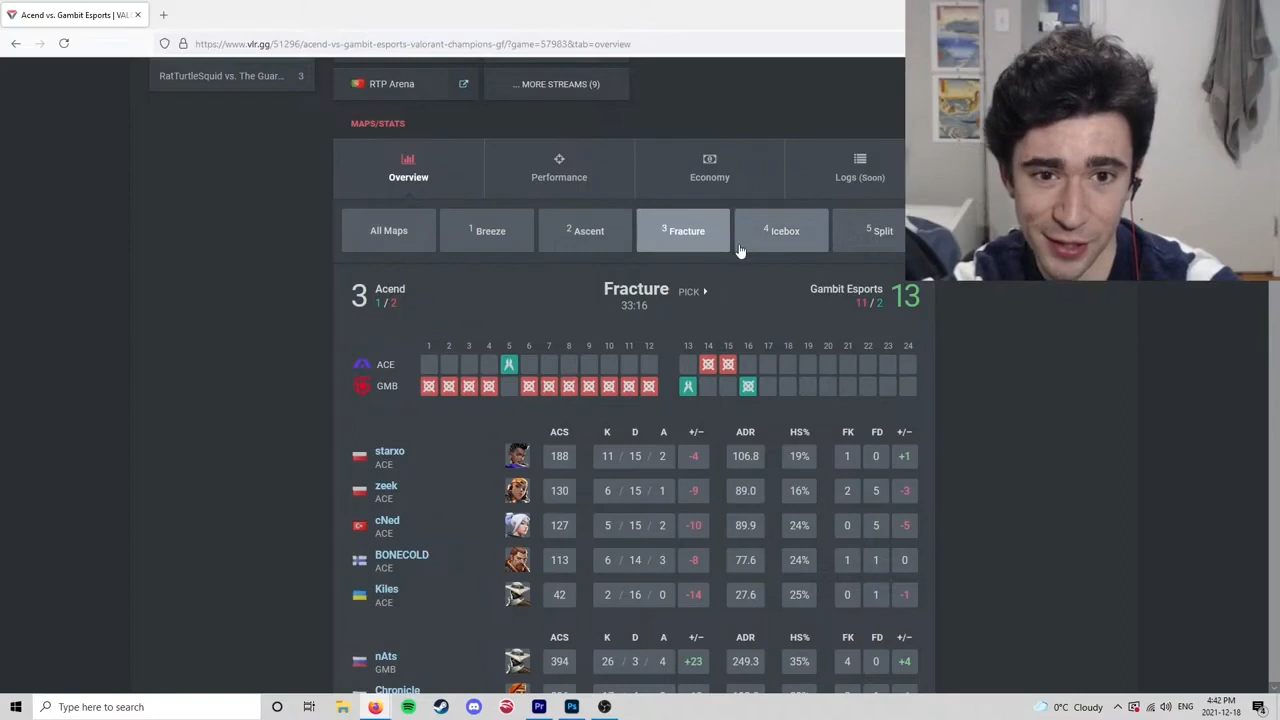 Acend vs. Gambit Esports | VAL
https://www.vlr.gg/51296/acend-vs-gambit-esports-valorant-champions-gf/?game=57983&tab=overview
RatTurtleSquid vs. The Guar... 3
RTP Arena
... MORE STREAMS (9)
MAPS/STATS
Overview
Performance
Economy
Logs (Soon)
All Maps
1 Breeze
2 Ascent
3 Fracture
4 Icebox
5 Split
3 Acend Fracture PICK Gambit Esports 13
1 / 2 33:16 11 / 2
1 2 3 4 5 6 7 8 9 10 11 12 13 14 15 16 17 18 19 20 21 22 23 24
ACE
GMB
ACS K D A +/– ADR HS% FK FD +/–
starxo 188 11 / 15 / 2 -4 106.8 19% 1 0 +1
ACE
zeek 130 6 / 15 / 1 -9 89.0 16% 2 5 -3
ACE
cNed 127 5 / 15 / 2 -10 89.9 24% 0 5 -5
ACE
BONECOLD 113 6 / 14 / 3 -8 77.6 24% 1 1 0
ACE
Kiles 42 2 / 16 / 0 -14 27.6 25% 0 1 -1
ACE
ACS K D A +/– ADR HS% FK FD +/–
nAts 394 26 / 3 / 4 +23 249.3 35% 4 0 +4
GMB
Chronicle
Type here to search
0°C Cloudy
ENG
4:42 PM
2021-12-18
4